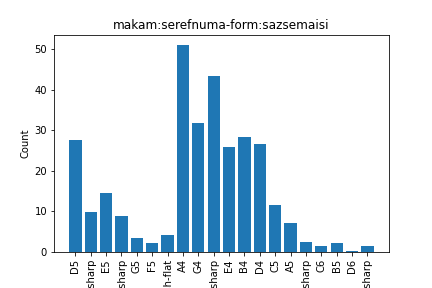 makam:serefnuma-form:sazsemaisi
50
40
30
20
10
0
Count
D5
sharp
E5
sharp
G5
F5
h-flat
A4
G4
sharp
E4
B4
D4
C5
A5
sharp
C6
B5
D6
sharp